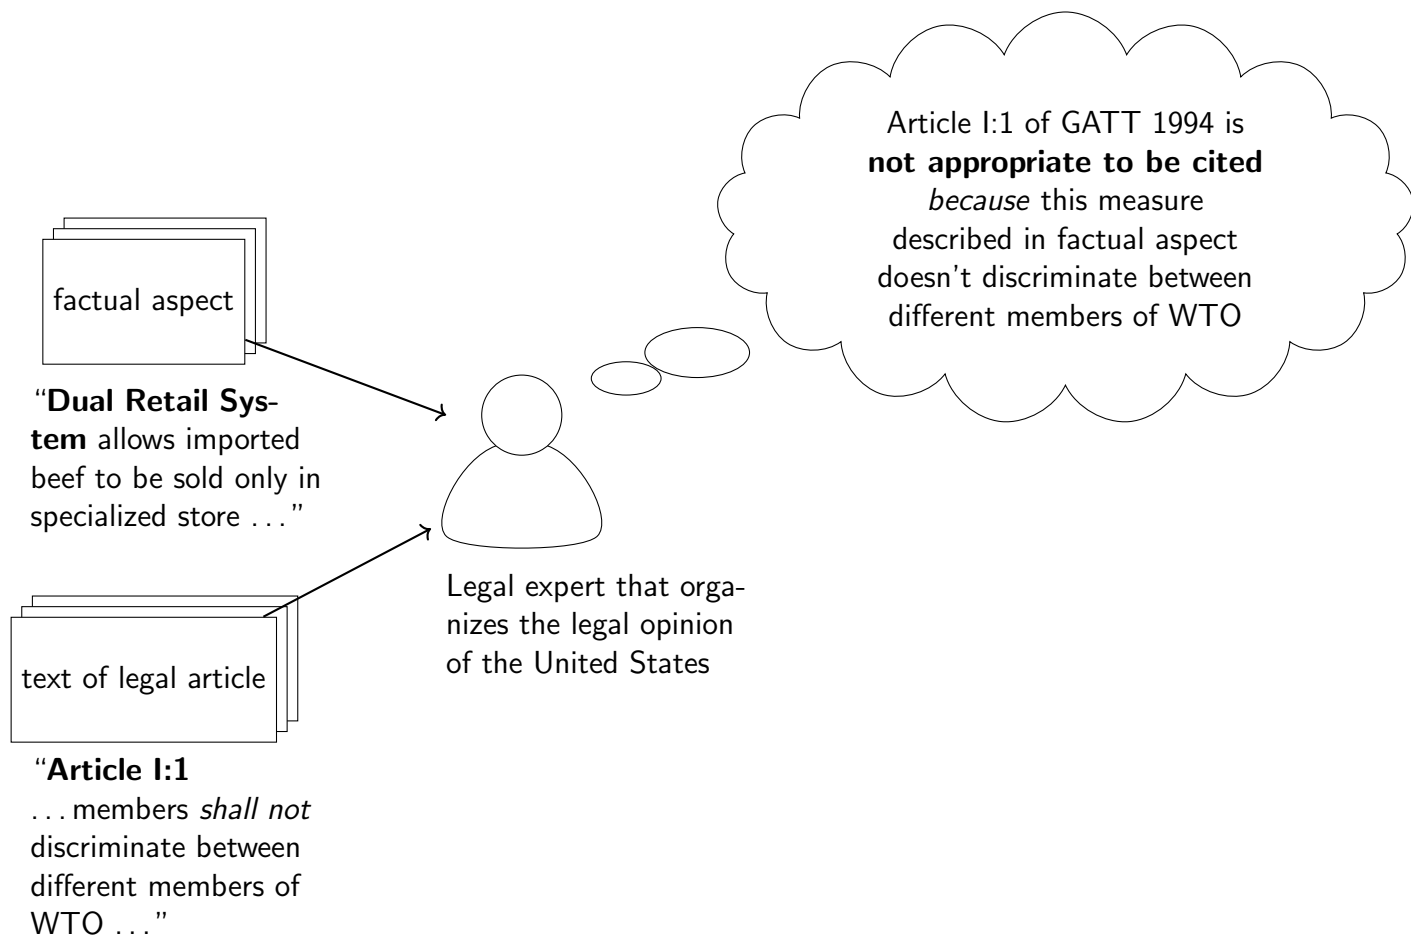 factual aspect
“Dual Retail Sys-
tem allows imported
beef to be sold only in
specialized store . . . ”
text of legal article
“Article I:1
. . . members shall not
discriminate between
different members of
WTO . . . ”
Legal expert that orga-
nizes the legal opinion
of the United States
Article I:1 of GATT 1994 is
not appropriate to be cited
because this measure
described in factual aspect
doesn't discriminate between
different members of WTO